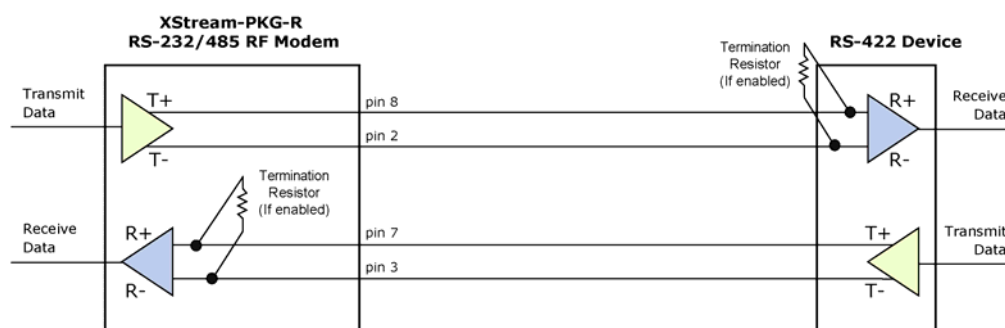 XStream-PKG-R
RS-232/485 RF Modem
RS-422 Device
Termination
Resistor
(If enabled)
Transmit
Data
T+
T-
pin 8
pin 2
R+
R-
Receive
Data
Termination
Resistor
(If enabled)
Receive
Data
R+
R-
pin 7
pin 3
T+
T-
Transmit
Data